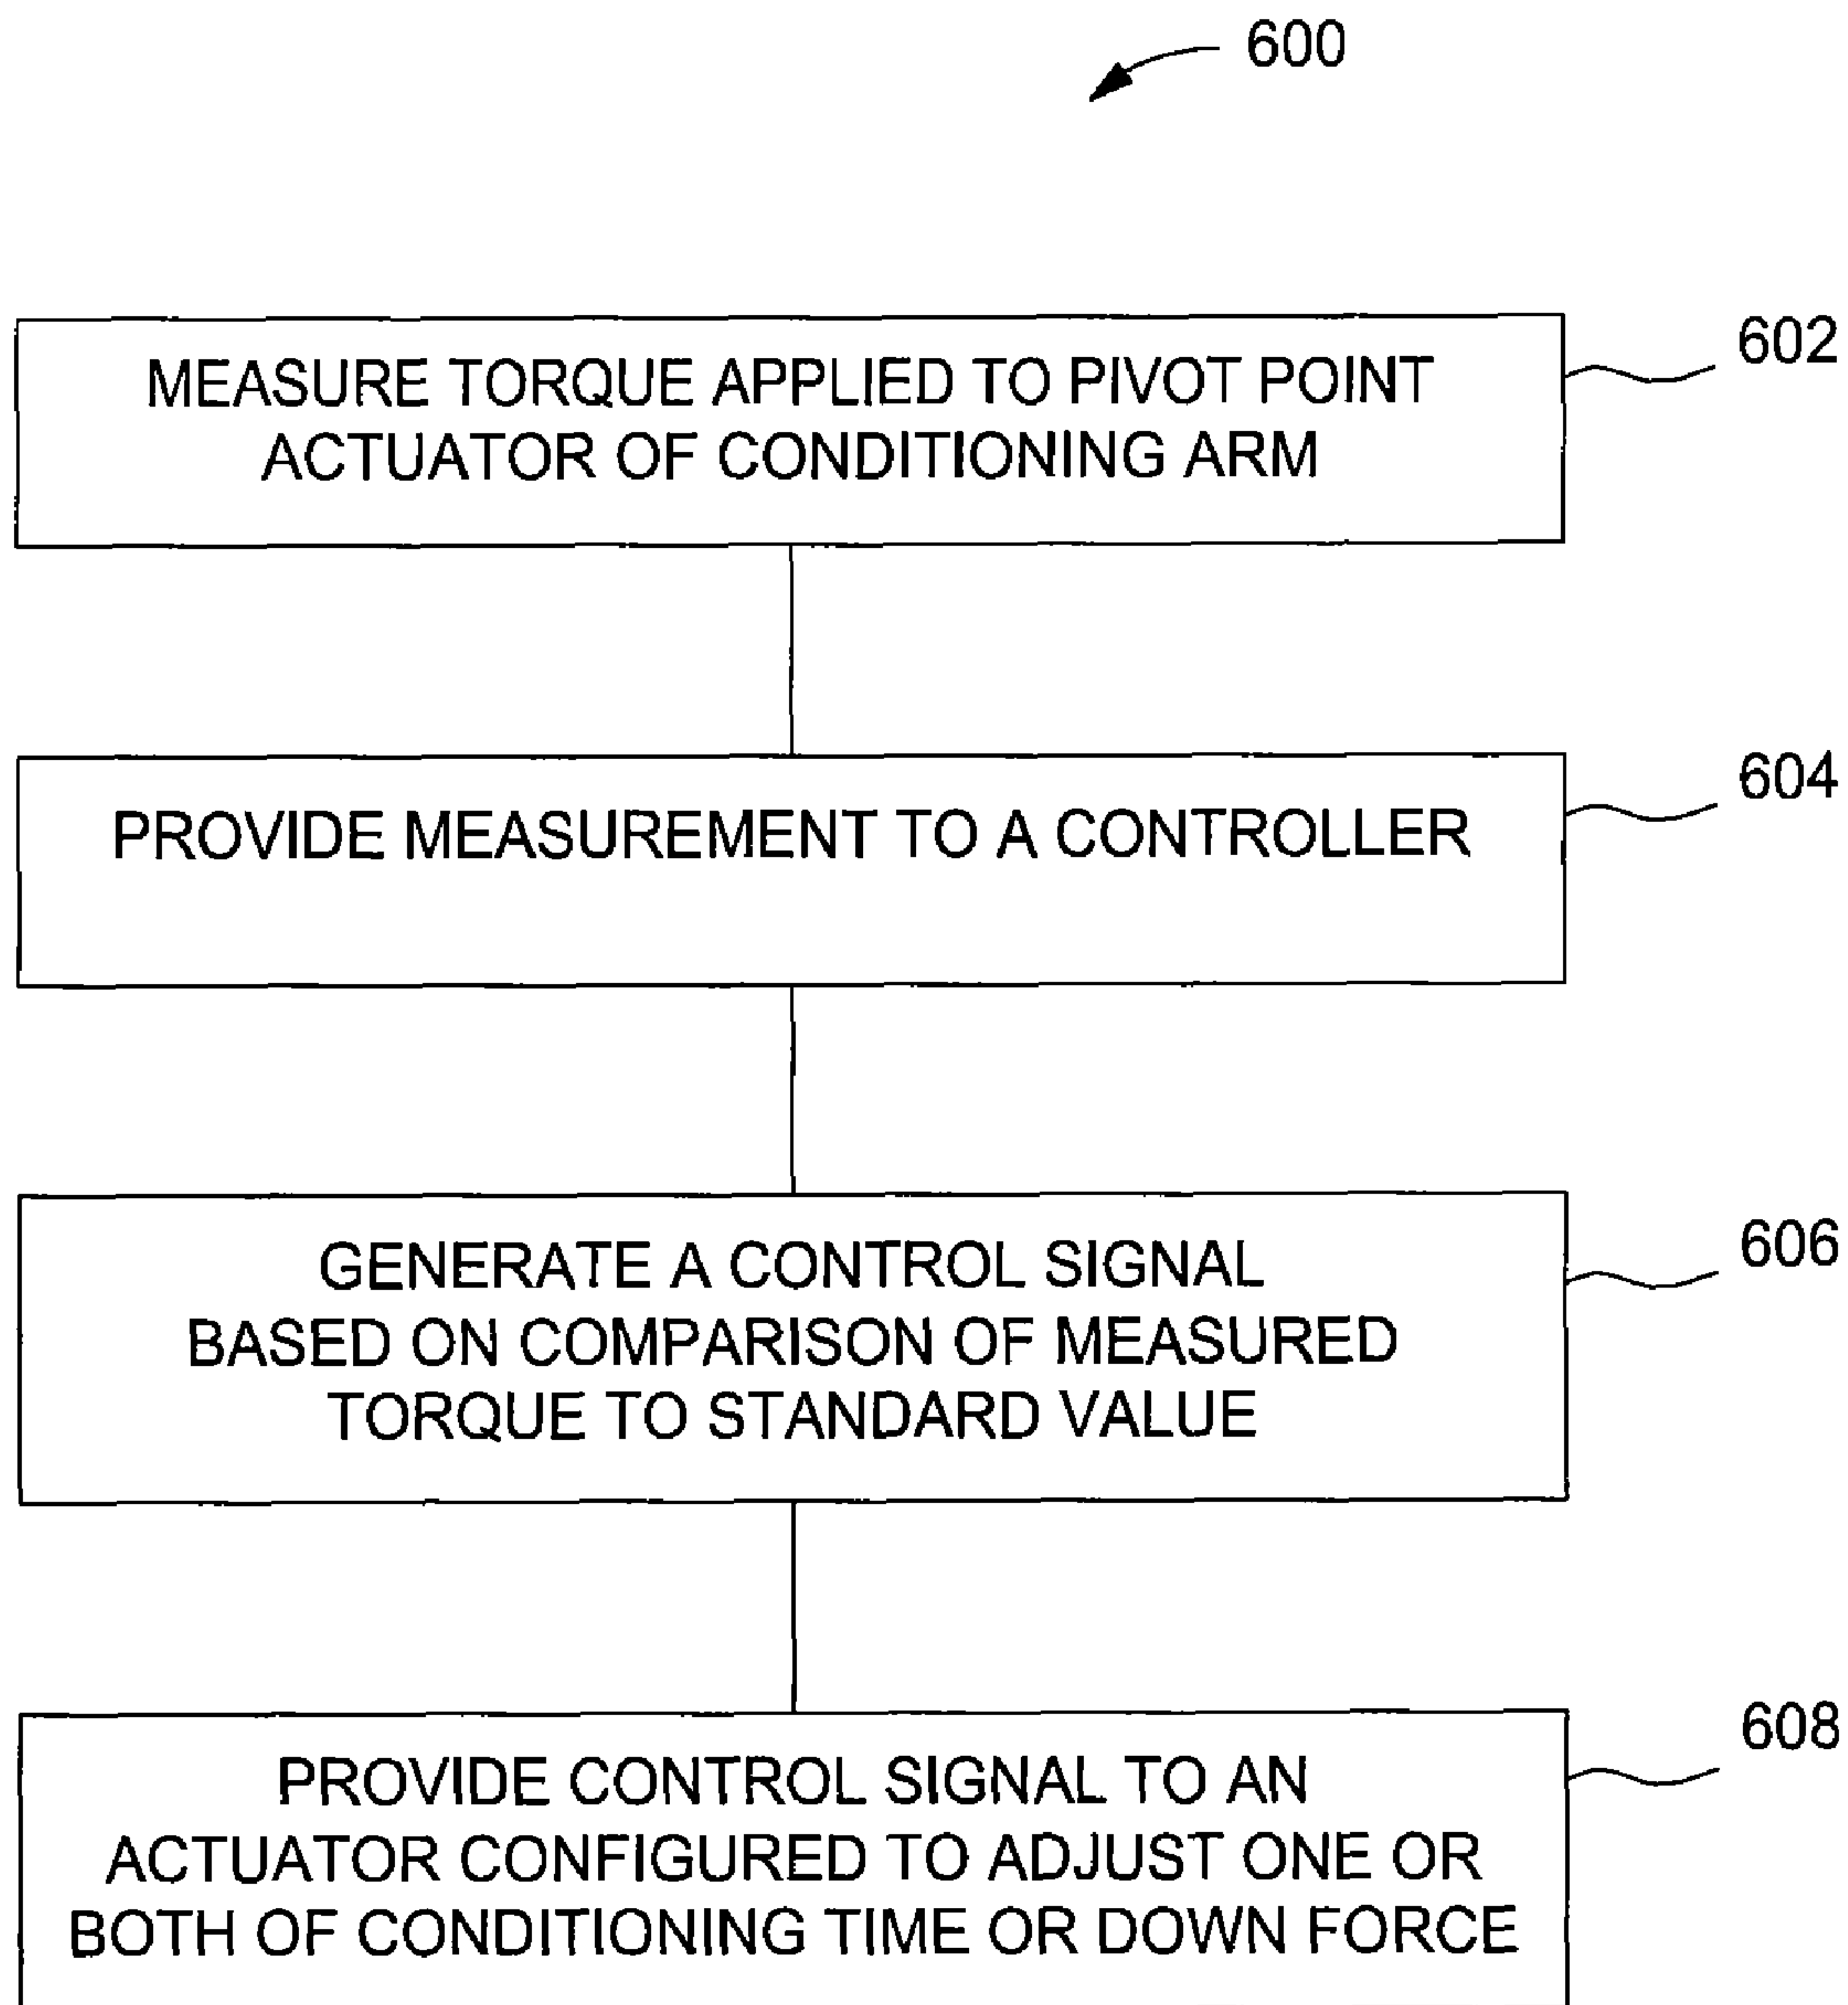 600
MEASURE TORQUE APPLIED TO PIVOT POINT
ACTUATOR OF CONDITIONING ARM
602
PROVIDE MEASUREMENT TO A CONTROLLER
604
GENERATE A CONTROL SIGNAL
BASED ON COMPARISON OF MEASURED
TORQUE TO STANDARD VALUE
606
PROVIDE CONTROL SIGNAL TO AN
ACTUATOR CONFIGURED TO ADJUST ONE OR
BOTH OF CONDITIONING TIME OR DOWN FORCE
608